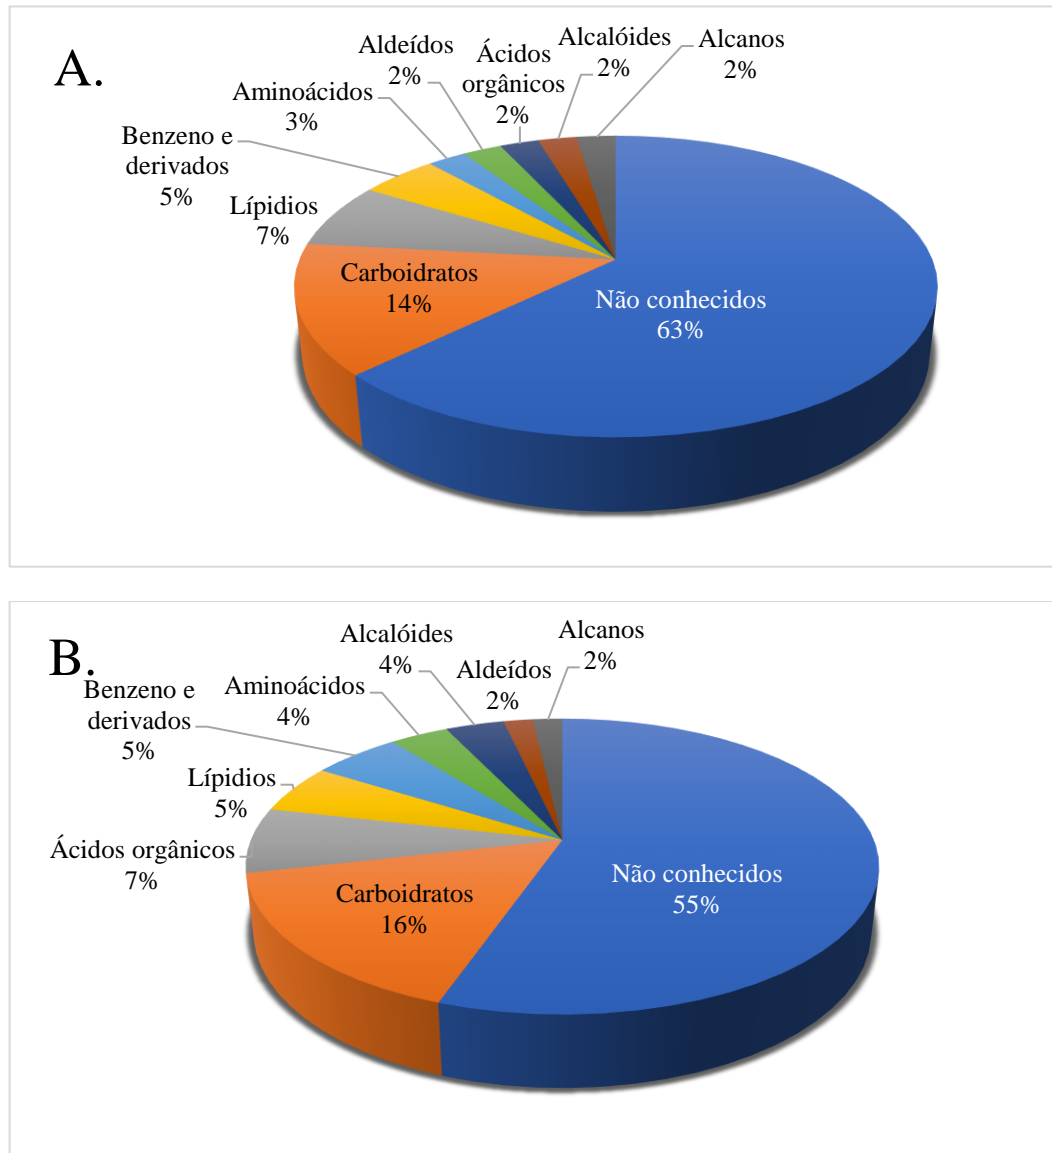 A.
Aldeídos
2%
Ácidos
orgânicos
2%
Alcalóides
2%
Alcanos
2%
Aminoácidos
3%
Benzeno e
derivados
5%
Lípidios
7%
Carboidratos
14%
Não conhecidos
63%
B.
Alcalóides
4%
Aldeídos
2%
Alcanos
2%
Benzeno e
derivados
5%
Aminoácidos
4%
Lípidios
5%
Ácidos orgânicos
7%
Carboidratos
16%
Não conhecidos
55%